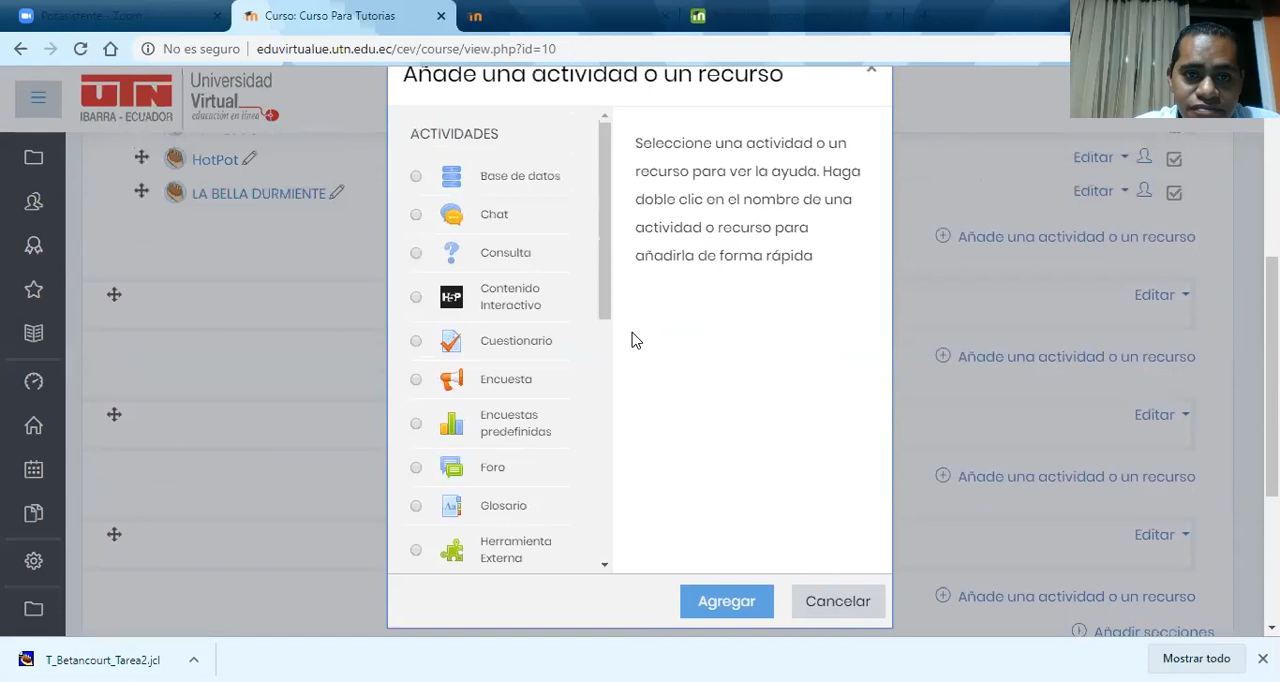 Potasistente - Zoom
Curso: Curso Para Tutorias
No es seguro
eduvirtualue.utn.edu.ec/cev/course/view.php?id=10
UTN
IBARRA - ECUADOR
Universidad
Virtual
educación en línea
Añade una actividad o un recurso
HotPot
Editar
LA BELLA DURMIENTE
Editar
Añade una actividad o un recurso
Editar
Añade una actividad o un recurso
Editar
Añade una actividad o un recurso
Editar
Añade una actividad o un recurso
Añadir secciones
ACTIVIDADES
Base de datos
Chat
Consulta
H5P
Contenido
Interactivo
Cuestionario
Encuesta
Encuestas
predefinidas
Foro
Aa
Glosario
Herramienta
Externa
Seleccione una actividad o un
recurso para ver la ayuda. Haga
doble clic en el nombre de una
actividad o recurso para
añadirla de forma rápida
Agregar
Cancelar
T_Betancourt_Tarea2.jcl
Mostrar todo